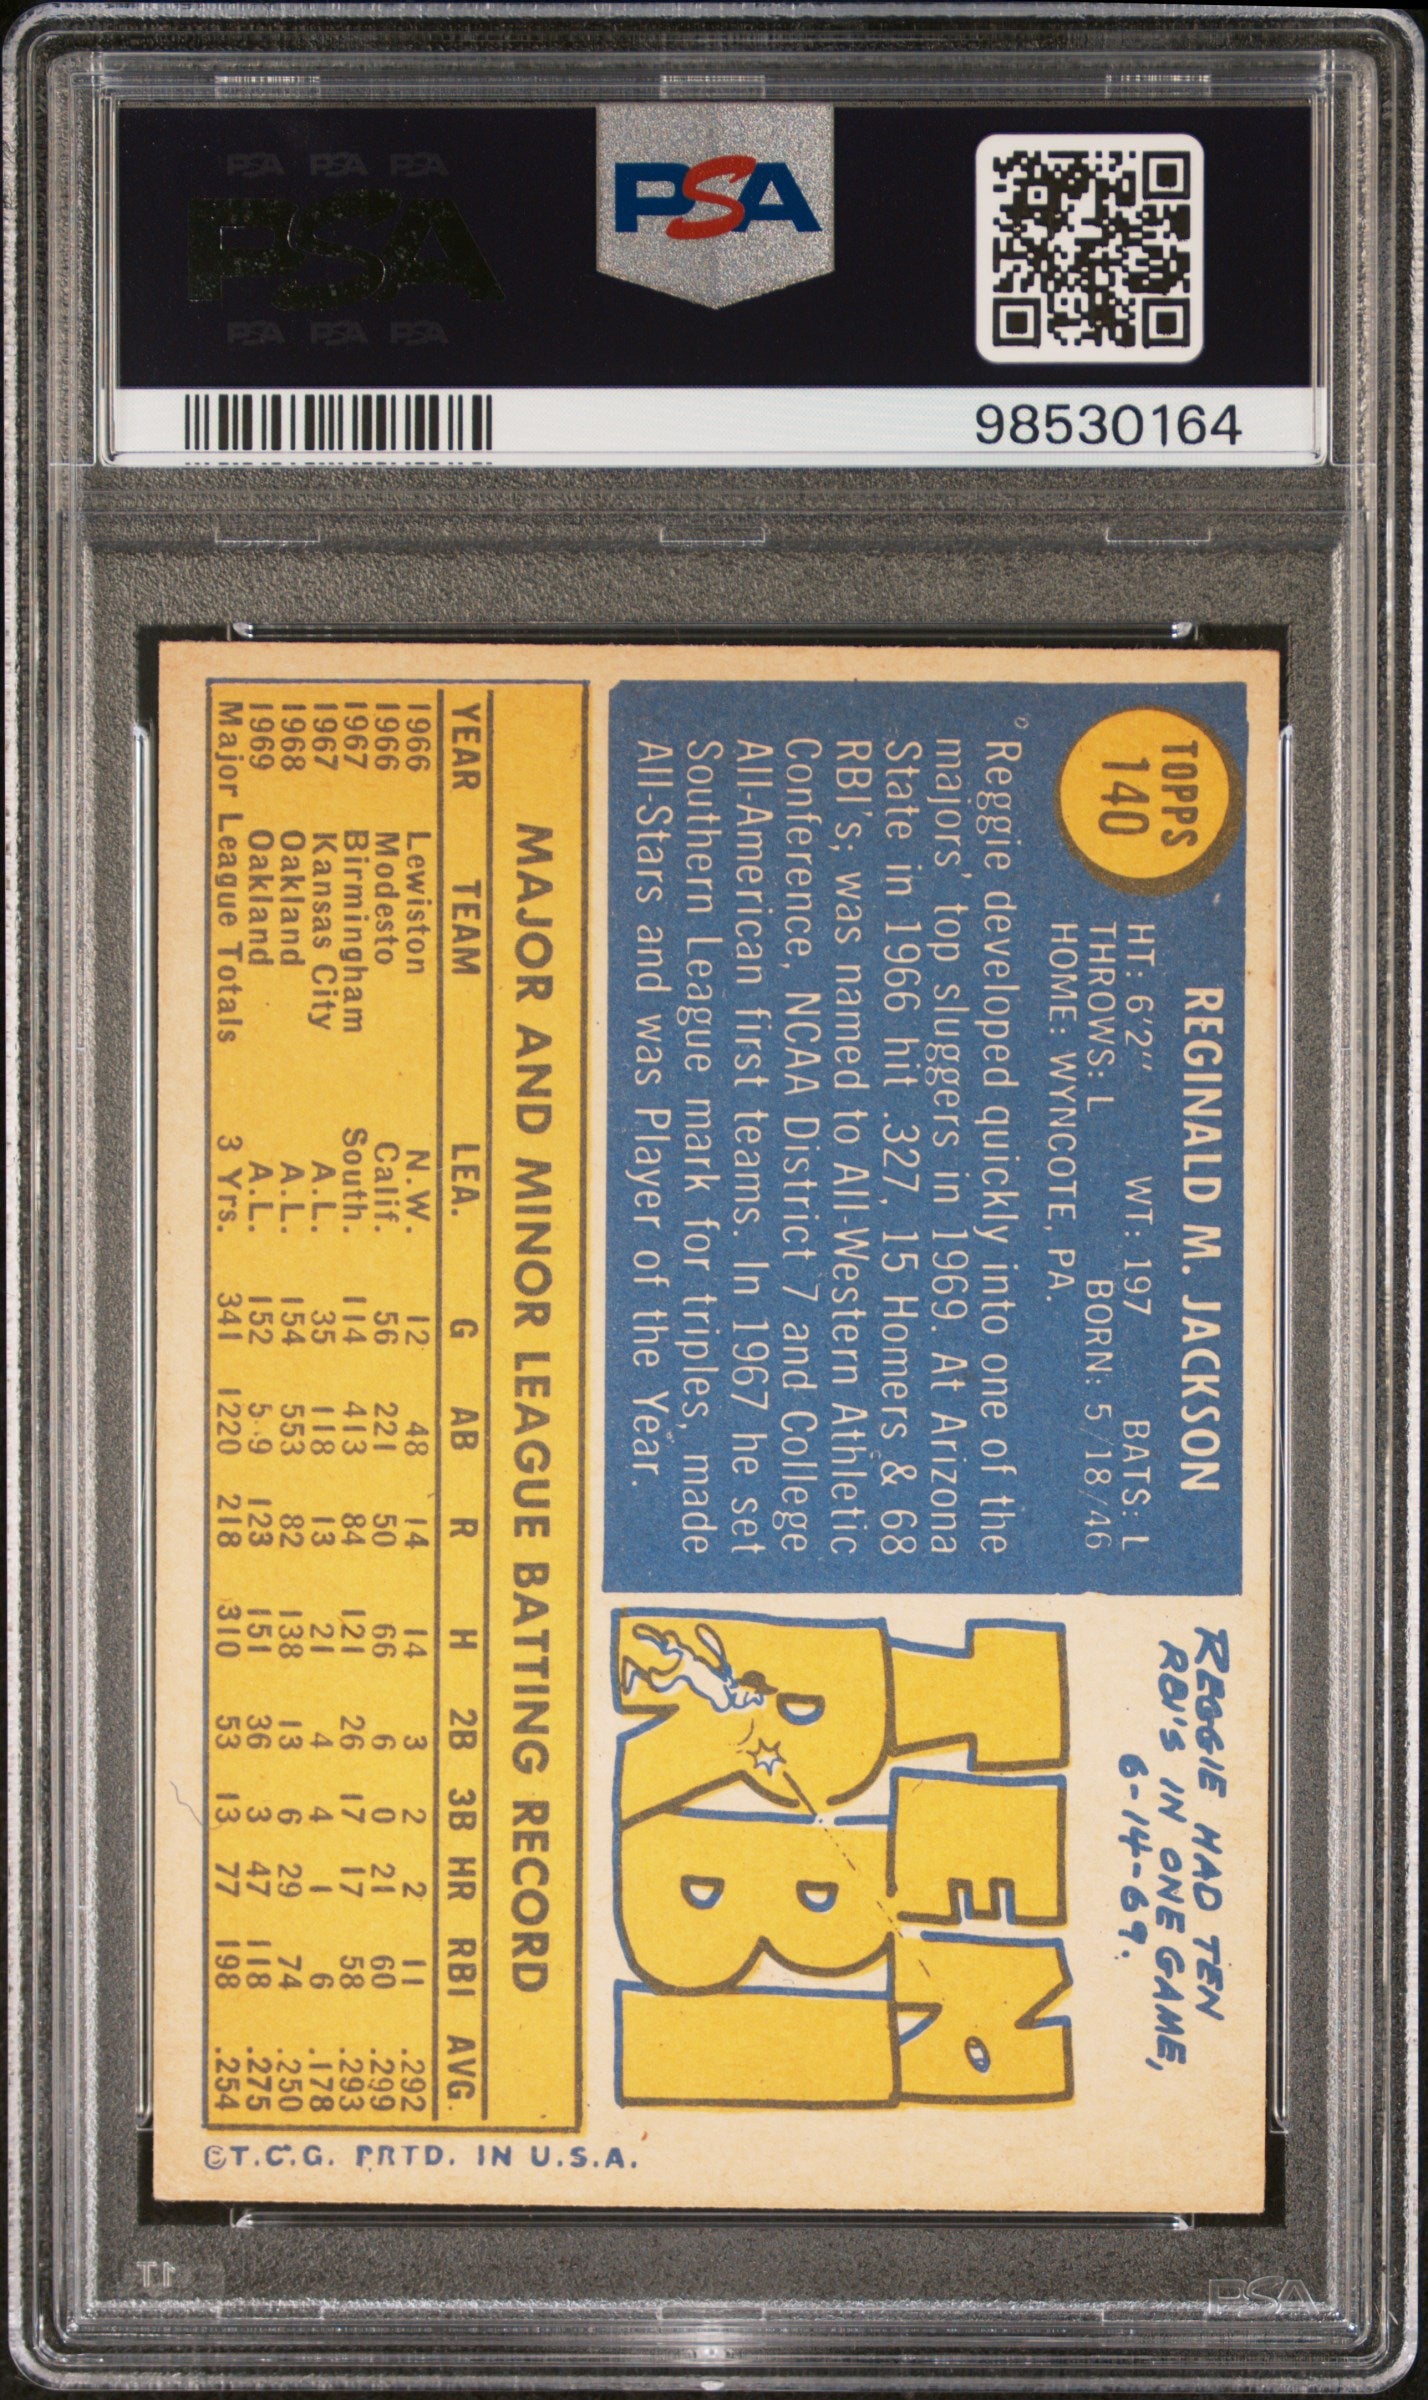 PSA PSA PSA
PSA
PSA PSA PSA
PSA
98530164
TOPPS
140
REGINALD M. JACKSON
HT: 6'2" WT: 197 BATS: L
THROWS: L BORN: 5/18/46
HOME: WYNCOTE, PA.
Reggie developed quickly into one of the
majors' top sluggers in 1969. At Arizona
State in 1966 hit .327, 15 Homers & 68
RBI's; was named to All-Western Athletic
Conference, NCAA District 7 and College
All-American first teams. In 1967 he set
Southern League mark for triples, made
All-Stars and was Player of the Year.
REGGIE HAD TEN
RBI'S IN ONE GAME,
6-14-69.
TEN
RBI
MAJOR AND MINOR LEAGUE BATTING RECORD
YEAR TEAM LEA. G AB R H 2B 3B HR RBI AVG.
1966 Lewiston N.W. 12 48 14 14 3 2 2 11 .292
1966 Modesto Calif. 56 221 50 66 6 0 21 60 .299
1967 Birmingham South. 114 413 84 121 26 17 17 58 .293
1967 Kansas City A.L. 35 118 13 21 4 4 1 6 .178
1968 Oakland A.L. 154 553 82 138 13 6 29 74 .250
1969 Oakland A.L. 152 5 9 123 151 36 3 47 118 .275
Major League Totals 3 Yrs. 341 1220 218 310 53 13 77 198 .254
©T.C.G. PRTD. IN U.S.A.
PSA